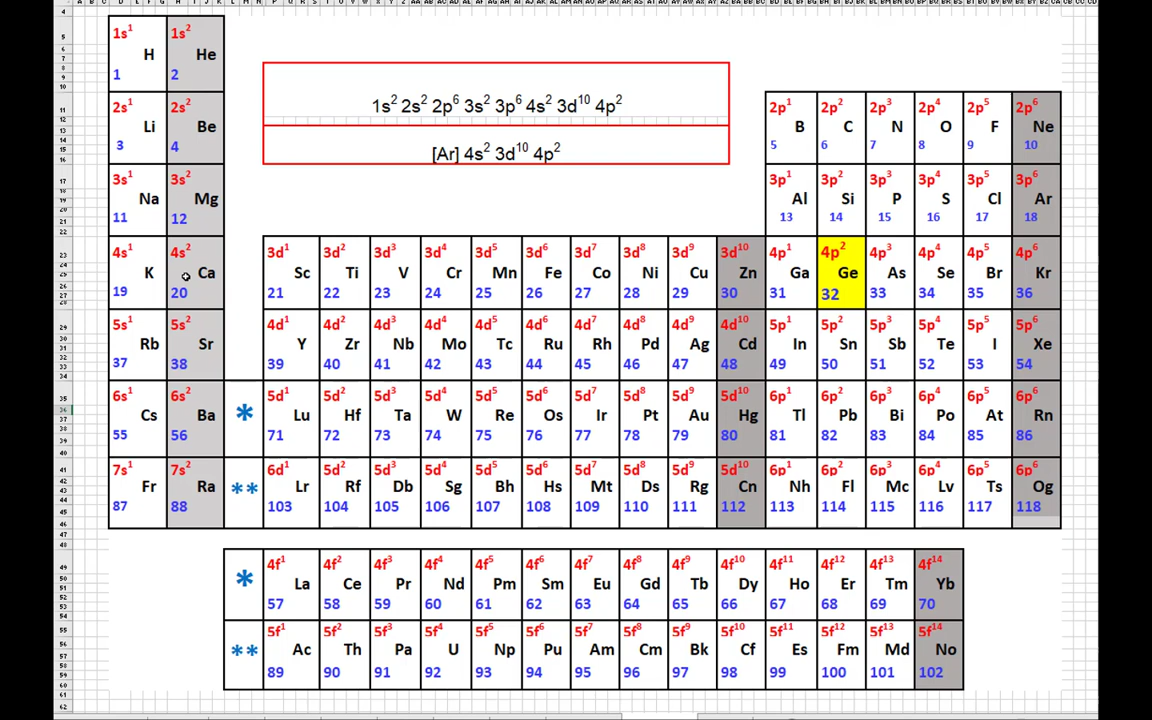 1s¹ 1s²
H He
1 2
1s² 2s² 2p⁶ 3s² 3p⁶ 4s² 3d¹⁰ 4p²
[Ar] 4s² 3d¹⁰ 4p²
2s¹ 2s² 2p¹ 2p² 2p³ 2p⁴ 2p⁵ 2p⁶
Li Be B C N O F Ne
3 4 5 6 7 8 9 10
3s¹ 3s² 3p¹ 3p² 3p³ 3p⁴ 3p⁵ 3p⁶
Na Mg Al Si P S Cl Ar
11 12 13 14 15 16 17 18
4s¹ 4s² 3d¹ 3d² 3d³ 3d⁴ 3d⁵ 3d⁶ 3d⁷ 3d⁸ 3d⁹ 3d¹⁰ 4p¹ 4p² 4p³ 4p⁴ 4p⁵ 4p⁶
K Ca Sc Ti V Cr Mn Fe Co Ni Cu Zn Ga Ge As Se Br Kr
19 20 21 22 23 24 25 26 27 28 29 30 31 32 33 34 35 36
5s¹ 5s² 4d¹ 4d² 4d³ 4d⁴ 4d⁵ 4d⁶ 4d⁷ 4d⁸ 4d⁹ 4d¹⁰ 5p¹ 5p² 5p³ 5p⁴ 5p⁵ 5p⁶
Rb Sr Y Zr Nb Mo Tc Ru Rh Pd Ag Cd In Sn Sb Te I Xe
37 38 39 40 41 42 43 44 45 46 47 48 49 50 51 52 53 54
6s¹ 6s² 5d¹ 5d² 5d³ 5d⁴ 5d⁵ 5d⁶ 5d⁷ 5d⁸ 5d⁹ 5d¹⁰ 6p¹ 6p² 6p³ 6p⁴ 6p⁵ 6p⁶
Cs Ba * Lu Hf Ta W Re Os Ir Pt Au Hg Tl Pb Bi Po At Rn
55 56 71 72 73 74 75 76 77 78 79 80 81 82 83 84 85 86
7s¹ 7s² 6d¹ 5d² 5d³ 5d⁴ 5d⁵ 5d⁶ 5d⁷ 5d⁸ 5d⁹ 5d¹⁰ 6p¹ 6p² 6p³ 6p⁴ 6p⁵ 6p⁶
Fr Ra ** Lr Rf Db Sg Bh Hs Mt Ds Rg Cn Nh Fl Mc Lv Ts Og
87 88 103 104 105 106 107 108 109 110 111 112 113 114 115 116 117 118
4f¹ 4f² 4f³ 4f⁴ 4f⁵ 4f⁶ 4f⁷ 4f⁸ 4f⁹ 4f¹⁰ 4f¹¹ 4f¹² 4f¹³ 4f¹⁴
* La Ce Pr Nd Pm Sm Eu Gd Tb Dy Ho Er Tm Yb
57 58 59 60 61 62 63 64 65 66 67 68 69 70
5f¹ 5f² 5f³ 5f⁴ 5f⁵ 5f⁶ 5f⁷ 5f⁸ 5f⁹ 5f¹⁰ 5f¹¹ 5f¹² 5f¹³ 5f¹⁴
** Ac Th Pa U Np Pu Am Cm Bk Cf Es Fm Md No
89 90 91 92 93 94 95 96 97 98 99 100 101 102